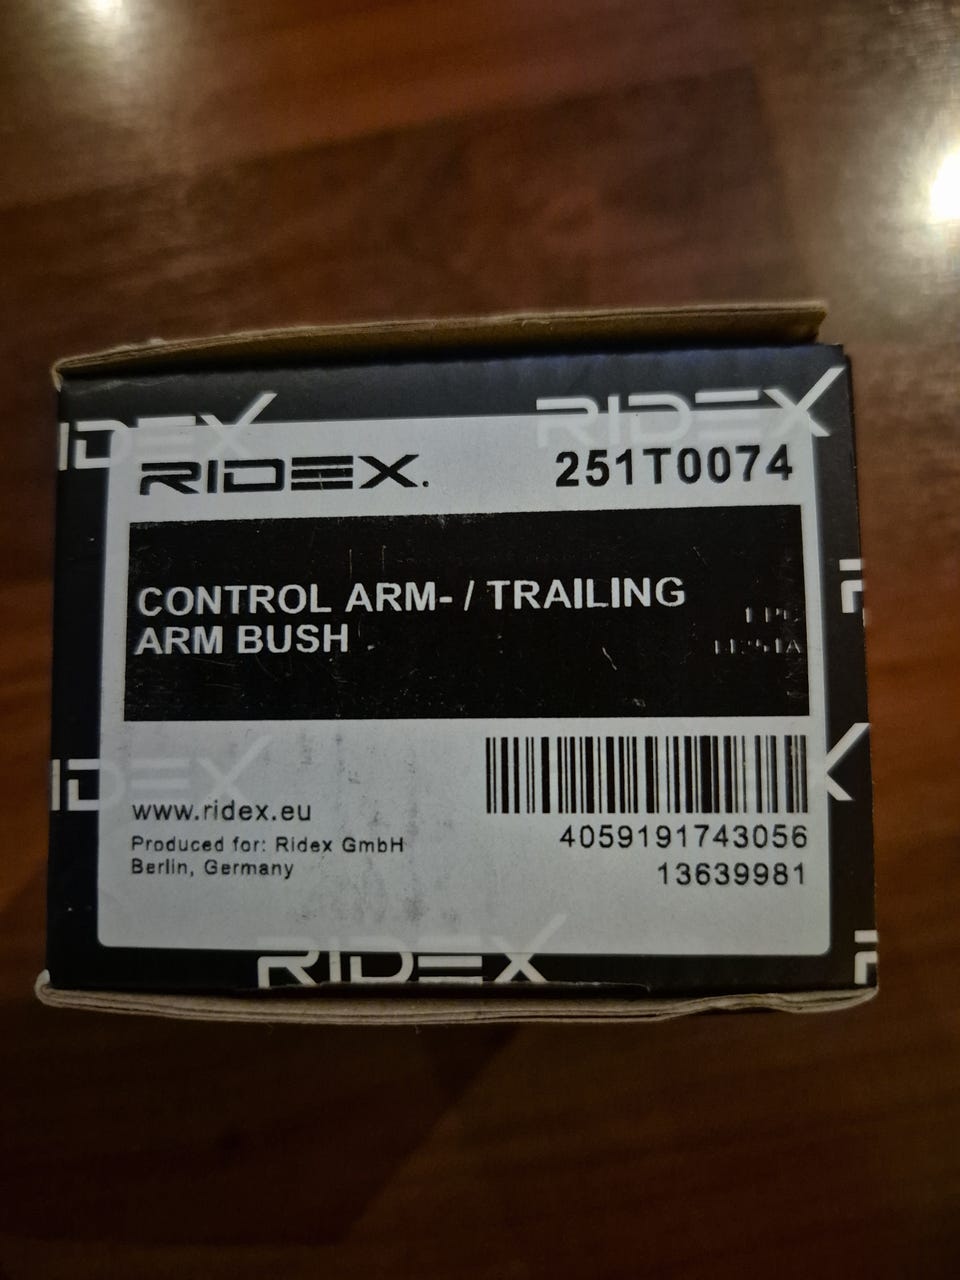 RIDEX
RIDEX
RIDEX.
251T0074
CONTROL ARM- / TRAILING
ARM BUSH
www.ridex.eu
Produced for: Ridex GmbH
Berlin, Germany
4059191743056
13639981
RIDEX